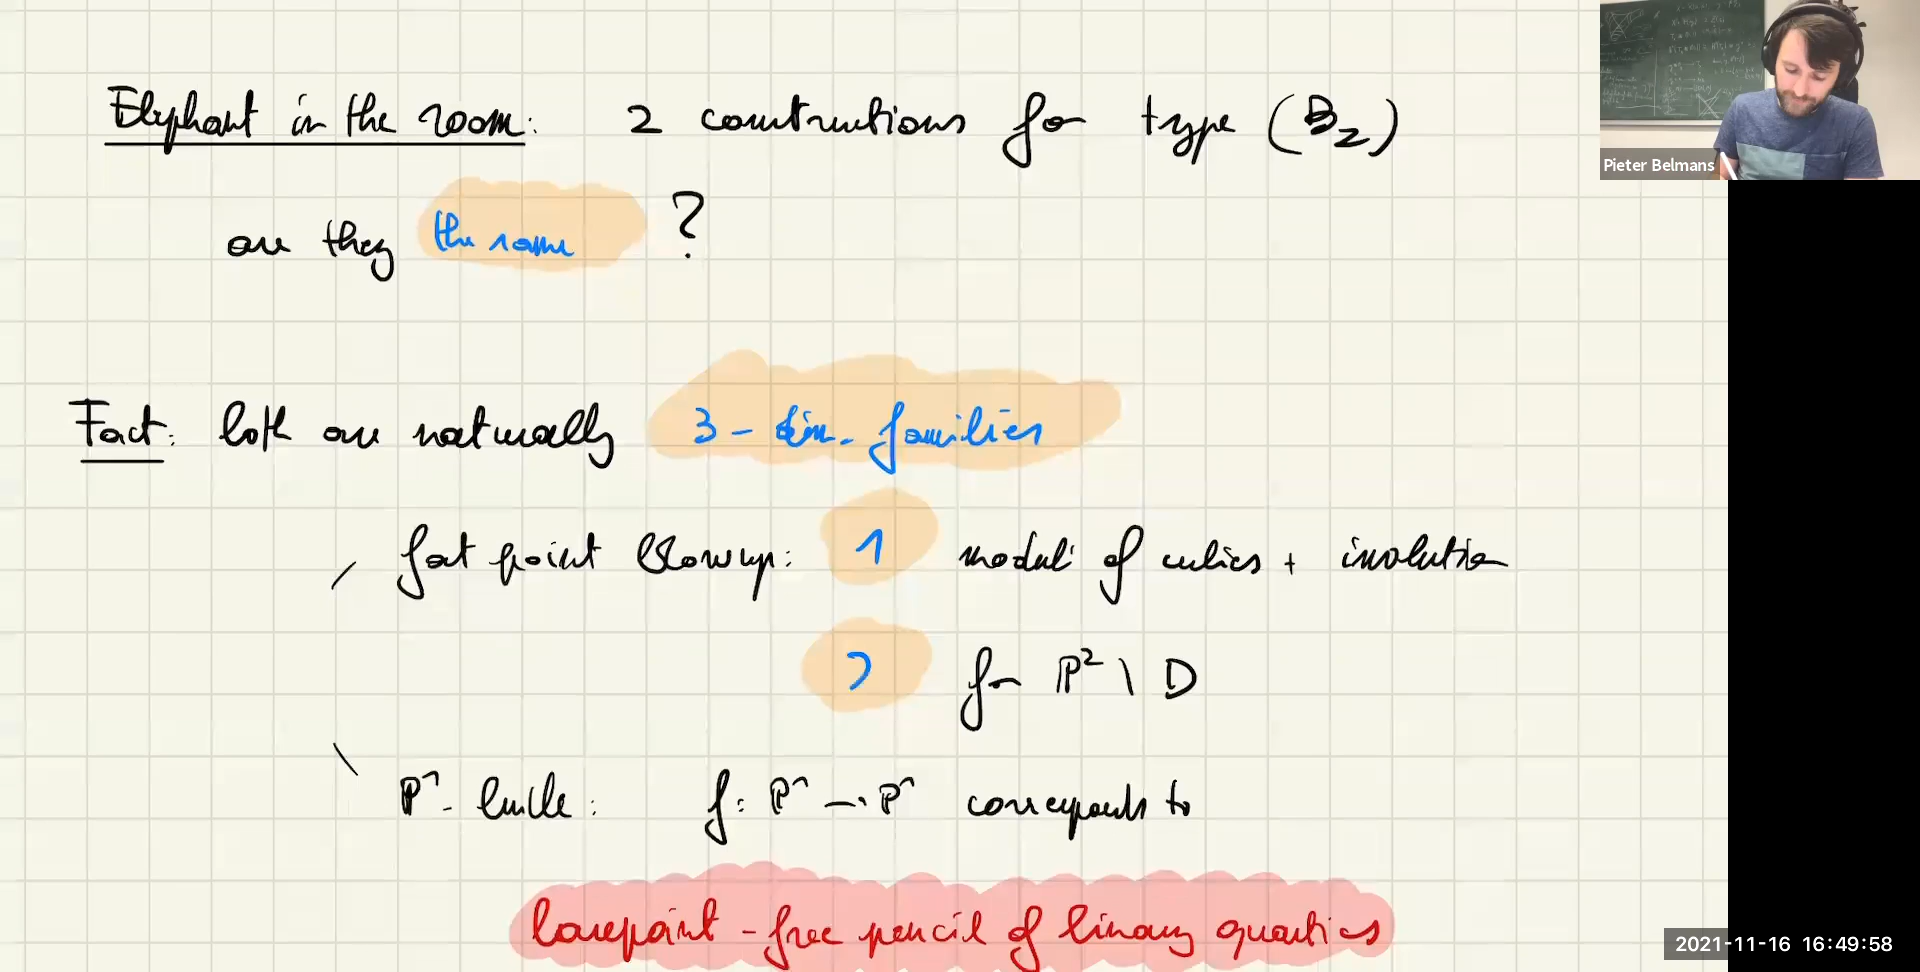 Elephant in the room: 2 constructions for type (B₂)
are they the same ?
Fact: both are naturally 3-dim. families
fat point blowup: 1 moduli of cubics + involution
2 for ℙ² \ D
ℙ¹-bundle: f: ℙ¹ → ℙ¹ corresponds to
basepoint-free pencil of binary quartics
Pieter Belmans
2021-11-16 16:49:58